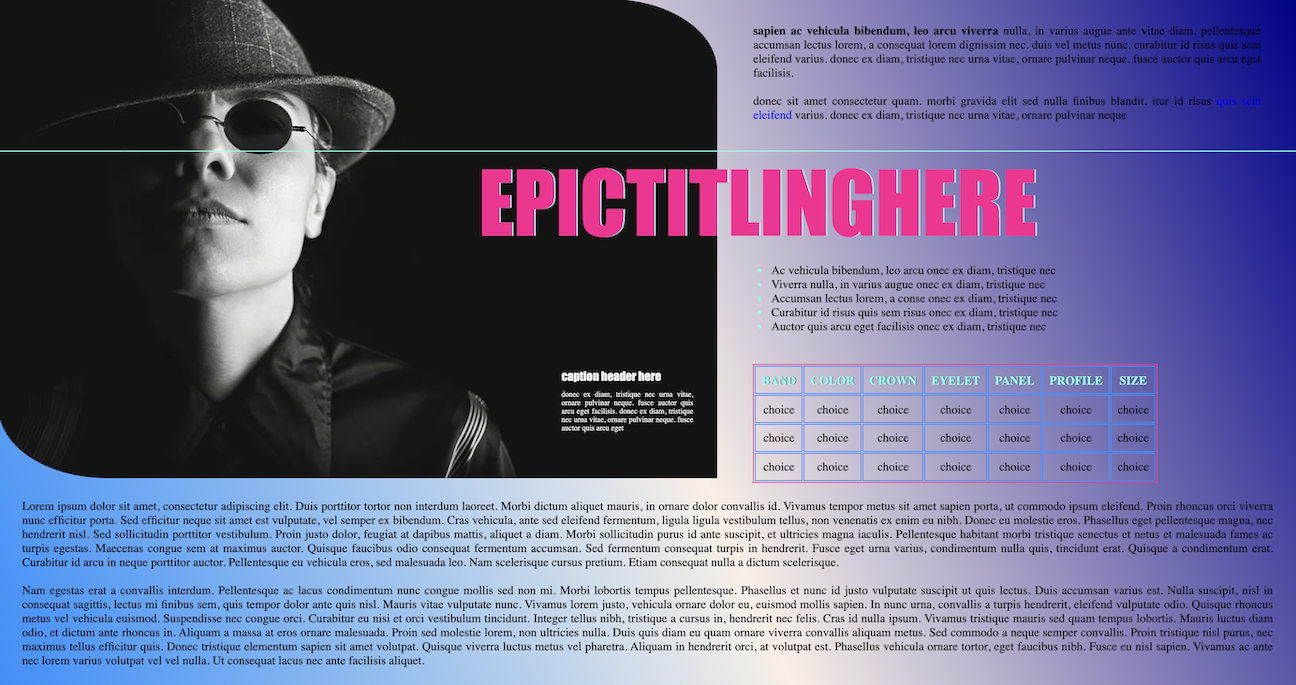 sapien ac vehicula bibendum, leo arcu viverra nulla, in varius augue ante vitae diam. pellentesque
accumsan lectus lorem, a consequat lorem dignissim nec. duis vel metus nunc. curabitur id risus quis sem
eleifend varius. donec ex diam, tristique nec urna vitae, ornare pulvinar neque. fusce auctor quis arcu eget
facilisis.
donec sit amet consectetur quam. morbi gravida elit sed nulla finibus blandit. itur id risus quis sem
eleifend varius. donec ex diam, tristique nec urna vitae, ornare pulvinar neque
EPICTITLINGHERE
Ac vehicula bibendum, leo arcu onec ex diam, tristique nec
Viverra nulla, in varius augue onec ex diam, tristique nec
Accumsan lectus lorem, a conse onec ex diam, tristique nec
Curabitur id risus quis sem risus onec ex diam, tristique nec
Auctor quis arcu eget facilisis onec ex diam, tristique nec
caption header here
donec ex diam, tristique nec urna vitae,
ornare pulvinar neque. fusce auctor quis
arcu eget facilisis. donec ex diam, tristique
nec urna vitae, ornare pulvinar neque. fusce
auctor quis arcu eget
BAND COLOR CROWN EYELET PANEL PROFILE SIZE
choice choice choice choice choice choice choice
choice choice choice choice choice choice choice
choice choice choice choice choice choice choice
Lorem ipsum dolor sit amet, consectetur adipiscing elit. Duis porttitor tortor non interdum laoreet. Morbi dictum aliquet mauris, in ornare dolor convallis id. Vivamus tempor metus sit amet sapien porta, ut commodo ipsum eleifend. Proin rhoncus orci viverra
nunc efficitur porta. Sed efficitur neque sit amet est vulputate, vel semper ex bibendum. Cras vehicula, ante sed eleifend fermentum, ligula ligula vestibulum tellus, non venenatis ex enim eu nibh. Donec eu molestie eros. Phasellus eget pellentesque magna, nec
hendrerit nisl. Sed sollicitudin porttitor vestibulum. Proin justo dolor, feugiat at dapibus mattis, aliquet a diam. Morbi sollicitudin purus id ante suscipit, et ultricies magna iaculis. Pellentesque habitant morbi tristique senectus et netus et malesuada fames ac
turpis egestas. Maecenas congue sem at maximus auctor. Quisque faucibus odio consequat fermentum accumsan. Sed fermentum consequat turpis in hendrerit. Fusce eget urna varius, condimentum nulla quis, tincidunt erat. Quisque a condimentum erat.
Curabitur id arcu in neque porttitor auctor. Pellentesque eu vehicula eros, sed malesuada leo. Nam scelerisque cursus pretium. Etiam consequat nulla a dictum scelerisque.
Nam egestas erat a convallis interdum. Pellentesque ac lacus condimentum nunc congue mollis sed non mi. Morbi lobortis tempus pellentesque. Phasellus et nunc id justo vulputate suscipit ut quis lectus. Duis accumsan varius est. Nulla suscipit, nisl in
consequat sagittis, lectus mi finibus sem, quis tempor dolor ante quis nisl. Mauris vitae vulputate nunc. Vivamus lorem justo, vehicula ornare dolor eu, euismod mollis sapien. In nunc urna, convallis a turpis hendrerit, eleifend vulputate odio. Quisque rhoncus
metus vel vehicula euismod. Suspendisse nec congue orci. Curabitur eu nisi et orci vestibulum tincidunt. Integer tellus nibh, tristique a cursus in, hendrerit nec felis. Cras id nulla ipsum. Vivamus tristique mauris sed quam tempus lobortis. Mauris luctus diam
odio, et dictum ante rhoncus in. Aliquam a massa at eros ornare malesuada. Proin sed molestie lorem, non ultricies nulla. Duis quis diam eu quam ornare viverra convallis aliquam metus. Sed commodo a neque semper convallis. Proin tristique nisl purus, nec
maximus tellus efficitur quis. Donec tristique elementum sapien sit amet volutpat. Quisque viverra luctus metus vel pharetra. Aliquam in hendrerit orci, at volutpat est. Phasellus vehicula ornare tortor, eget faucibus nibh. Fusce eu nisl sapien. Vivamus ac ante
nec lorem varius volutpat vel vel nulla. Ut consequat lacus nec ante facilisis aliquet.